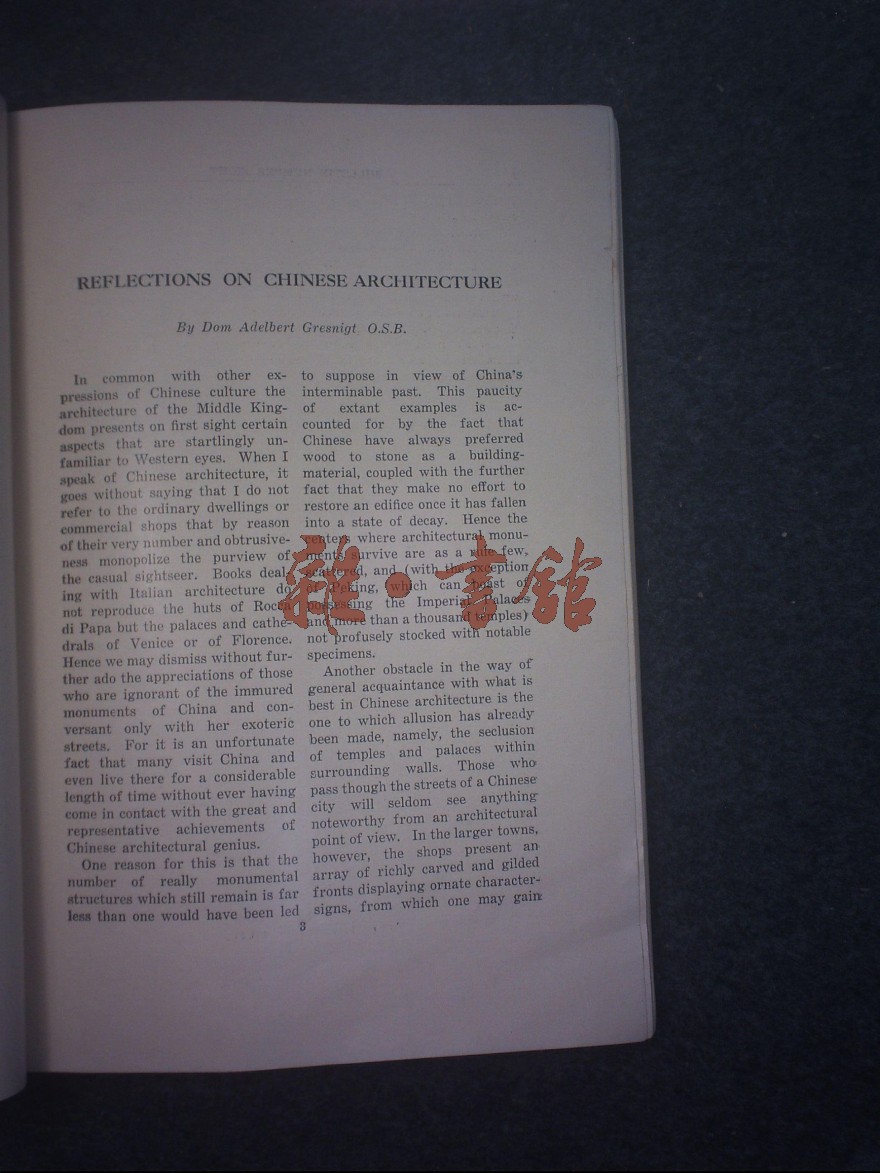 REFLECTIONS ON CHINESE ARCHITECTURE
By Dom Adelbert Gresnigt O.S.B.
In common with other ex-
pressions of Chinese culture the
architecture of the Middle King-
dom presents on first sight certain
aspects that are startlingly un-
familiar to Western eyes. When I
speak of Chinese architecture, it
goes without saying that I do not
refer to the ordinary dwellings or
commercial shops that by reason
of their very number and obtrusive-
ness monopolize the purview of
the casual sightseer. Books deal-
ing with Italian architecture do
not reproduce the huts of Rocca
di Papa but the palaces and cathe-
drals of Venice or of Florence.
Hence we may dismiss without fur-
ther ado the appreciations of those
who are ignorant of the immured
monuments of China and con-
versant only with her exoteric
streets. For it is an unfortunate
fact that many visit China and
even live there for a considerable
length of time without ever having
come in contact with the great and
representative achievements of
Chinese architectural genius.
One reason for this is that the
number of really monumental
structures which still remain is far
less than one would have been led
to suppose in view of China's
interminable past. This paucity
of extant examples is ac-
counted for by the fact that
Chinese have always preferred
wood to stone as a building-
material, coupled with the further
fact that they make no effort to
restore an edifice once it has fallen
into a state of decay. Hence the
centers where architectural monu-
ments survive are as a rule few,
scattered, and (with the exception
of Peking, which can boast of
possessing the Imperial Palaces
and more than a thousand temples)
not profusely stocked with notable
specimens.
Another obstacle in the way of
general acquaintance with what is
best in Chinese architecture is the
one to which allusion has already
been made, namely, the seclusion
of temples and palaces within
surrounding walls. Those who
pass though the streets of a Chinese
city will seldom see anything
noteworthy from an architectural
point of view. In the larger towns,
however, the shops present an
array of richly carved and gilded
fronts displaying ornate character-
signs, from which one may gain
3
雜·書館